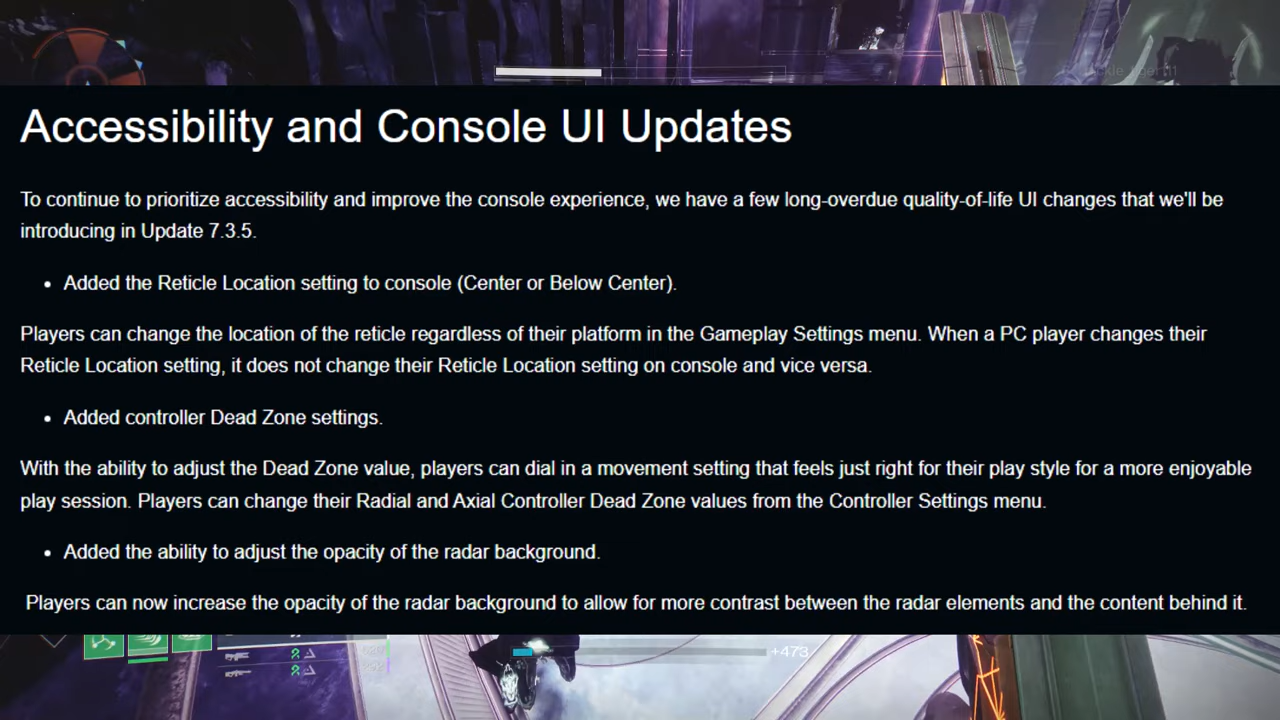 Accessibility and Console UI Updates
To continue to prioritize accessibility and improve the console experience, we have a few long-overdue quality-of-life UI changes that we'll be
introducing in Update 7.3.5.
• Added the Reticle Location setting to console (Center or Below Center).
Players can change the location of the reticle regardless of their platform in the Gameplay Settings menu. When a PC player changes their
Reticle Location setting, it does not change their Reticle Location setting on console and vice versa.
• Added controller Dead Zone settings.
With the ability to adjust the Dead Zone value, players can dial in a movement setting that feels just right for their play style for a more enjoyable
play session. Players can change their Radial and Axial Controller Dead Zone values from the Controller Settings menu.
• Added the ability to adjust the opacity of the radar background.
Players can now increase the opacity of the radar background to allow for more contrast between the radar elements and the content behind it.
+473